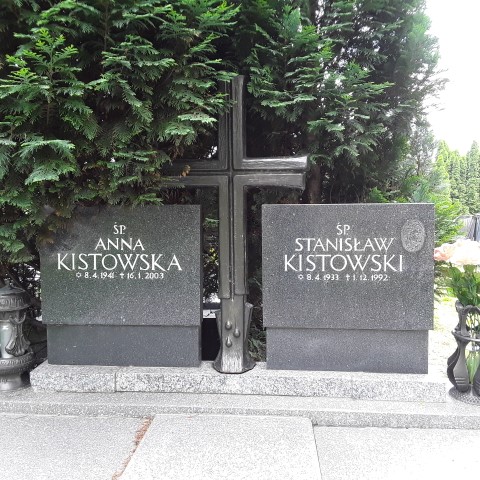 ŚP.
ANNA
KISTOWSKA
✡ 8.4.1941 ✝ 16.1.2003
ŚP.
STANISŁAW
KISTOWSKI
✡ 8.4.1933 ✝ 1.12.1992